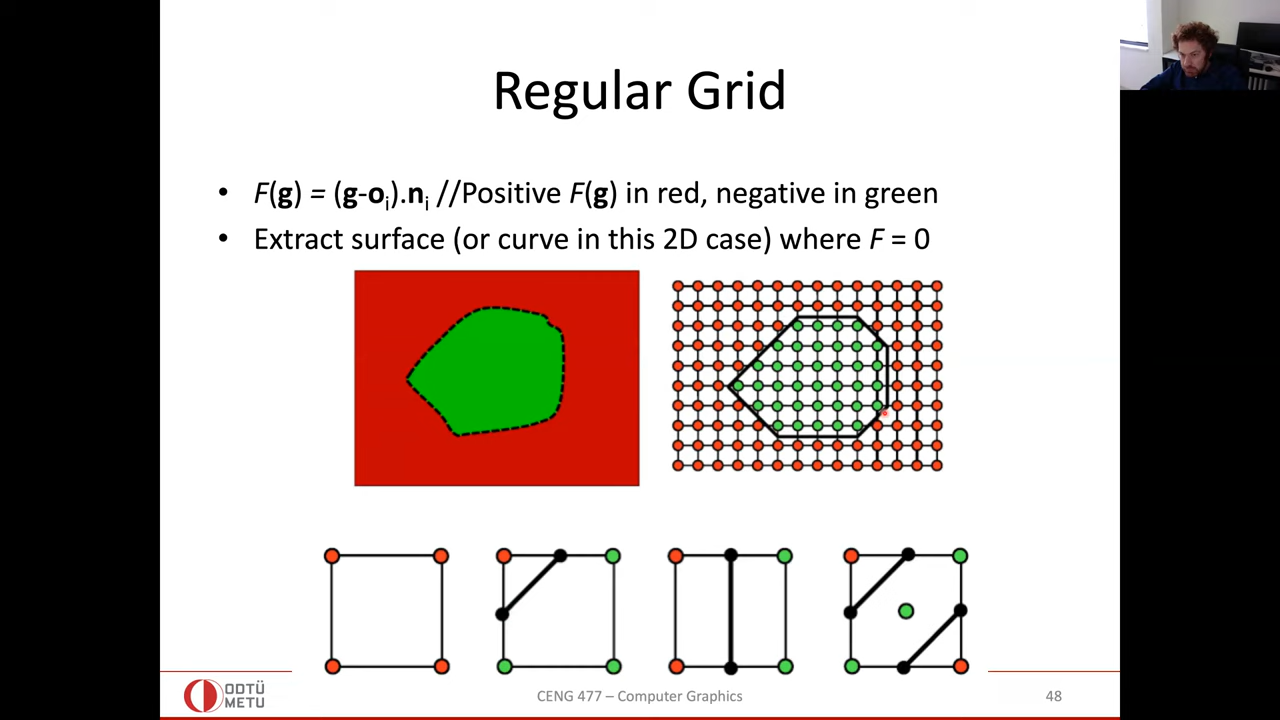 Regular Grid
• F(g) = (g-oi).ni //Positive F(g) in red, negative in green
• Extract surface (or curve in this 2D case) where F = 0
ODTÜ
METU
CENG 477 – Computer Graphics
48